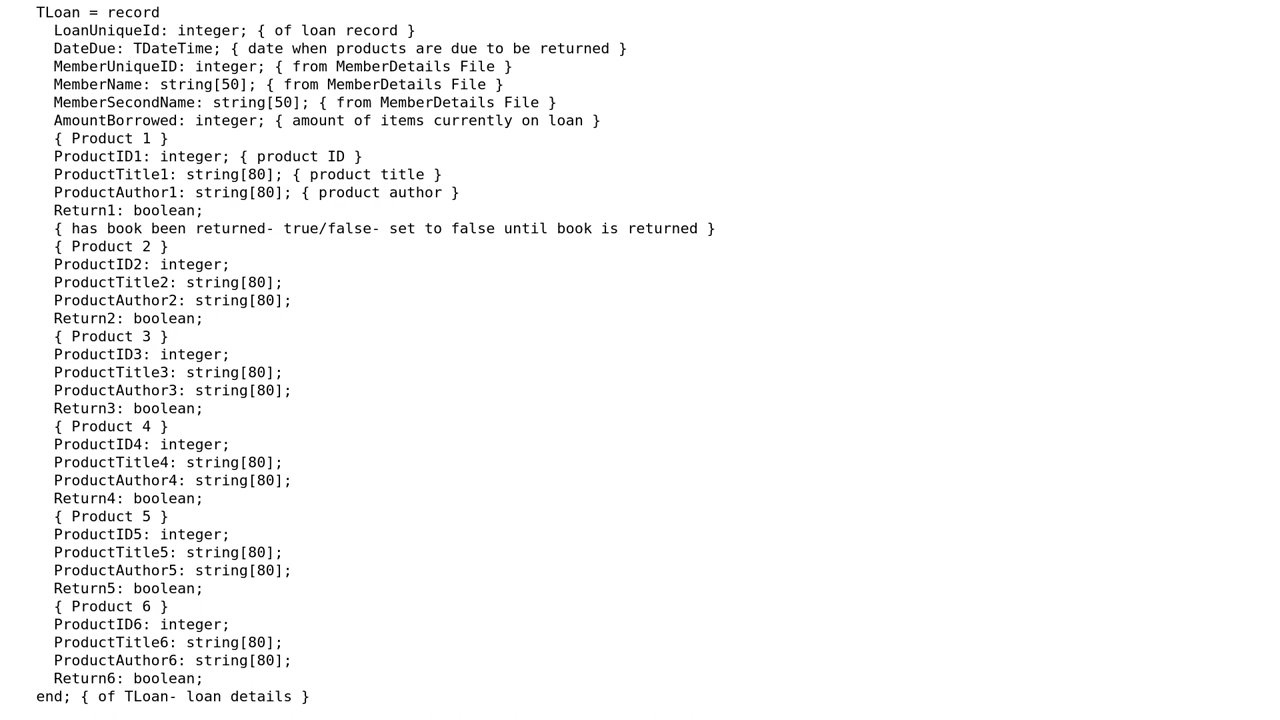 TLoan = record
LoanUniqueId: integer; { of loan record }
DateDue: TDateTime; { date when products are due to be returned }
MemberUniqueID: integer; { from MemberDetails File }
MemberName: string[50]; { from MemberDetails File }
MemberSecondName: string[50]; { from MemberDetails File }
AmountBorrowed: integer; { amount of items currently on loan }
{ Product 1 }
ProductID1: integer; { product ID }
ProductTitle1: string[80]; { product title }
ProductAuthor1: string[80]; { product author }
Return1: boolean;
{ has book been returned- true/false- set to false until book is returned }
{ Product 2 }
ProductID2: integer;
ProductTitle2: string[80];
ProductAuthor2: string[80];
Return2: boolean;
{ Product 3 }
ProductID3: integer;
ProductTitle3: string[80];
ProductAuthor3: string[80];
Return3: boolean;
{ Product 4 }
ProductID4: integer;
ProductTitle4: string[80];
ProductAuthor4: string[80];
Return4: boolean;
{ Product 5 }
ProductID5: integer;
ProductTitle5: string[80];
ProductAuthor5: string[80];
Return5: boolean;
{ Product 6 }
ProductID6: integer;
ProductTitle6: string[80];
ProductAuthor6: string[80];
Return6: boolean;
end; { of TLoan- loan details }